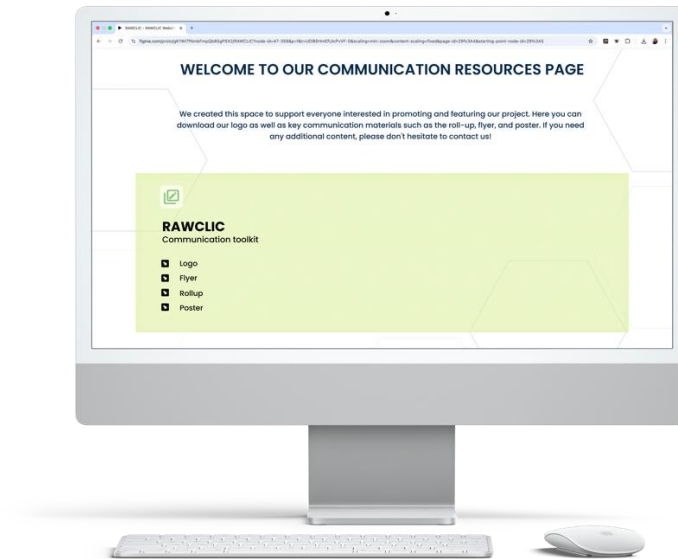 RAWCLIC - RAWCLIC Websit
WELCOME TO OUR COMMUNICATION RESOURCES PAGE
We created this space to support everyone interested in promoting and featuring our project. Here you can
download our logo as well as key communication materials such as the roll-up, flyer, and poster. If you need
any additional content, please don't hesitate to contact us!
RAWCLIC
Communication toolkit
Logo
Flyer
Rollup
Poster